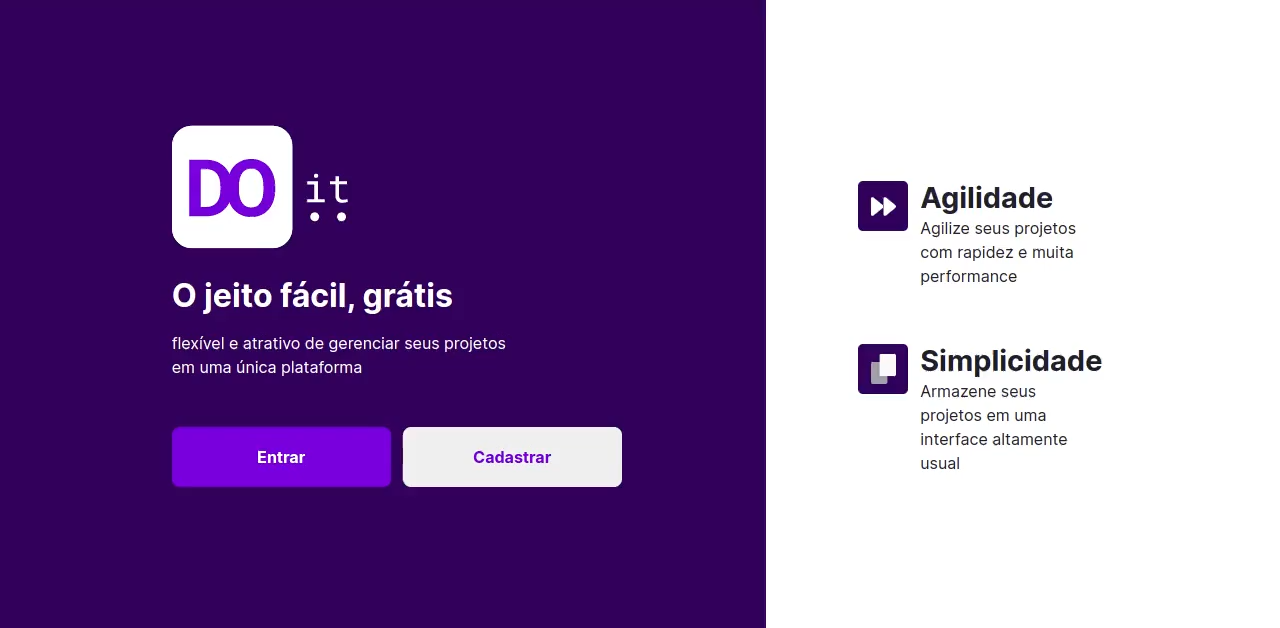 DO it
O jeito fácil, grátis
flexível e atrativo de gerenciar seus projetos
em uma única plataforma
Entrar
Cadastrar
Agilidade
Agilize seus projetos
com rapidez e muita
performance
Simplicidade
Armazene seus
projetos em uma
interface altamente
usual